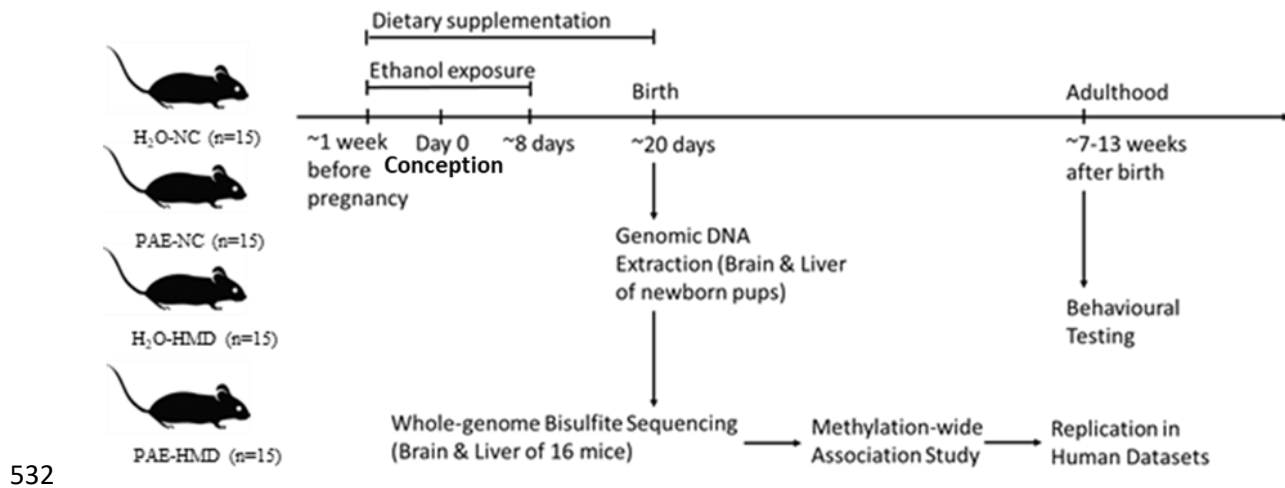 Dietary supplementation
Ethanol exposure
Birth
Adulthood
H₂O-NC (n=15)
PAE-NC (n=15)
H₂O-HMD (n=15)
PAE-HMD (n=15)
~1 week
before
pregnancy
Day 0
Conception
~8 days
~20 days
~7-13 weeks
after birth
Genomic DNA
Extraction (Brain & Liver
of newborn pups)
Behavioural
Testing
Whole-genome Bisulfite Sequencing
(Brain & Liver of 16 mice)
Methylation-wide
Association Study
Replication in
Human Datasets
532